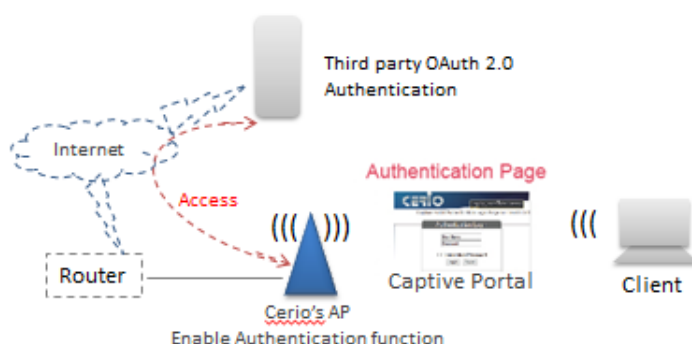 Third party OAuth 2.0
Authentication
Internet
Authentication Page
Access
CERIO
((( )))
(((
Router
Captive Portal
Client
Cerio's AP
Enable Authentication function